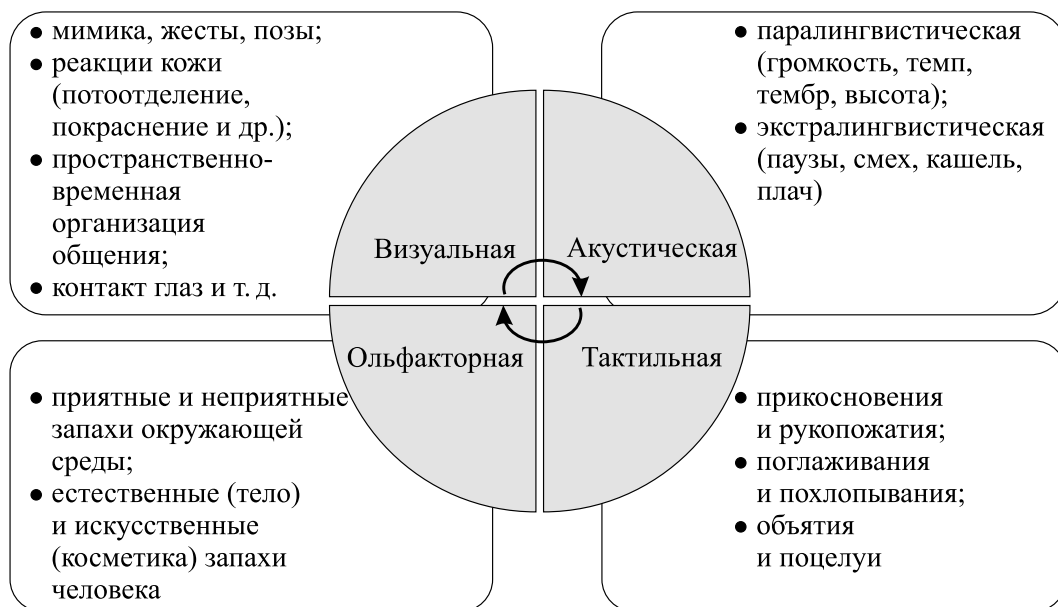 ● мимика, жесты, позы;
● реакции кожи
(потоотделение,
покраснение и др.);
● пространственно-
временная
организация
общения;
● контакт глаз и т. д.
● паралингвистическая
(громкость, темп,
тембр, высота);
● экстралингвистическая
(паузы, смех, кашель,
плач)
Визуальная
Акустическая
Ольфакторная
Тактильная
● приятные и неприятные
запахи окружающей
среды;
● естественные (тело)
и искусственные
(косметика) запахи
человека
● прикосновения
и рукопожатия;
● поглаживания
и похлопывания;
● объятия
и поцелуи